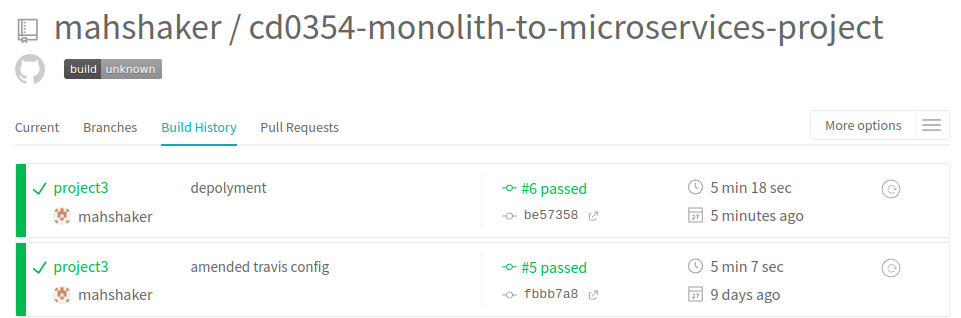 mahshaker / cd0354-monolith-to-microservices-project
build unknown
Current Branches Build History Pull Requests More options
project3 depolyment #6 passed 5 min 18 sec
mahshaker be57358 27 5 minutes ago
project3 amended travis config #5 passed 5 min 7 sec
mahshaker fbbb7a8 27 9 days ago